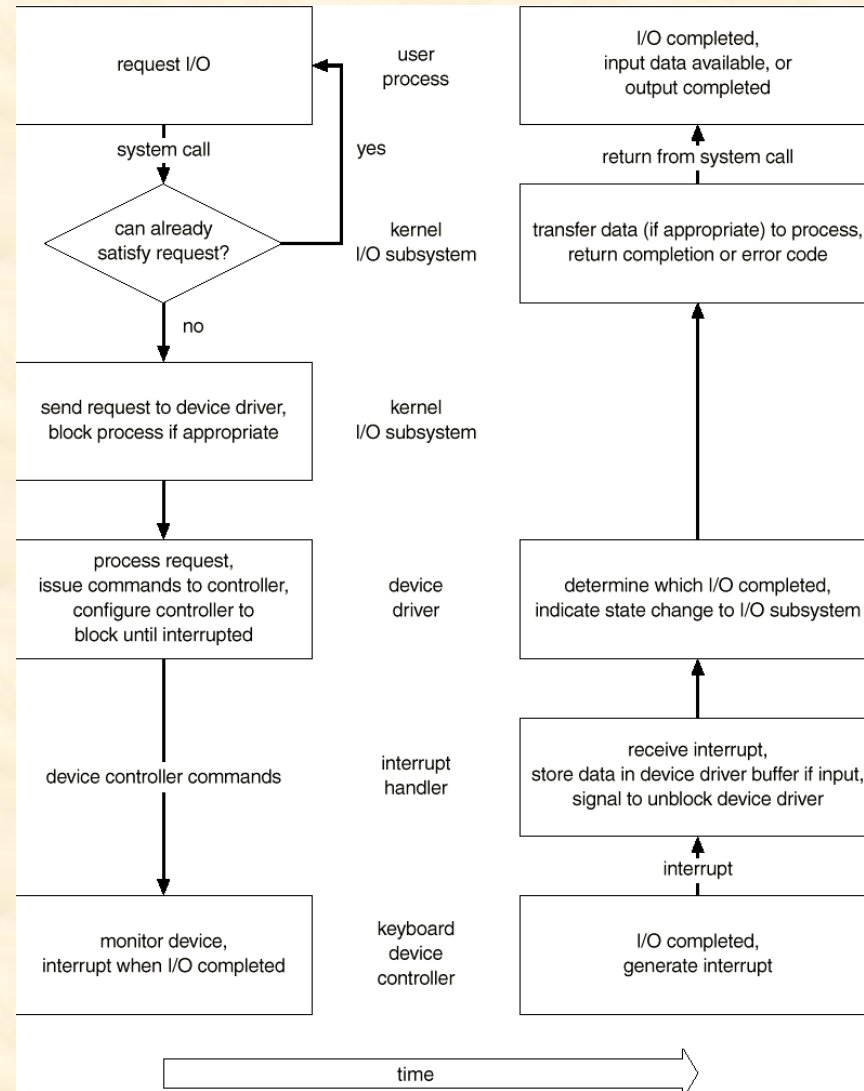 request I/O
user
process
I/O completed,
input data available, or
output completed
system call
yes
return from system call
can already
satisfy request?
kernel
I/O subsystem
transfer data (if appropriate) to process,
return completion or error code
no
send request to device driver,
block process if appropriate
kernel
I/O subsystem
process request,
issue commands to controller,
configure controller to
block until interrupted
device
driver
determine which I/O completed,
indicate state change to I/O subsystem
device controller commands
interrupt
handler
receive interrupt,
store data in device driver buffer if input,
signal to unblock device driver
interrupt
monitor device,
interrupt when I/O completed
keyboard
device
controller
I/O completed,
generate interrupt
time